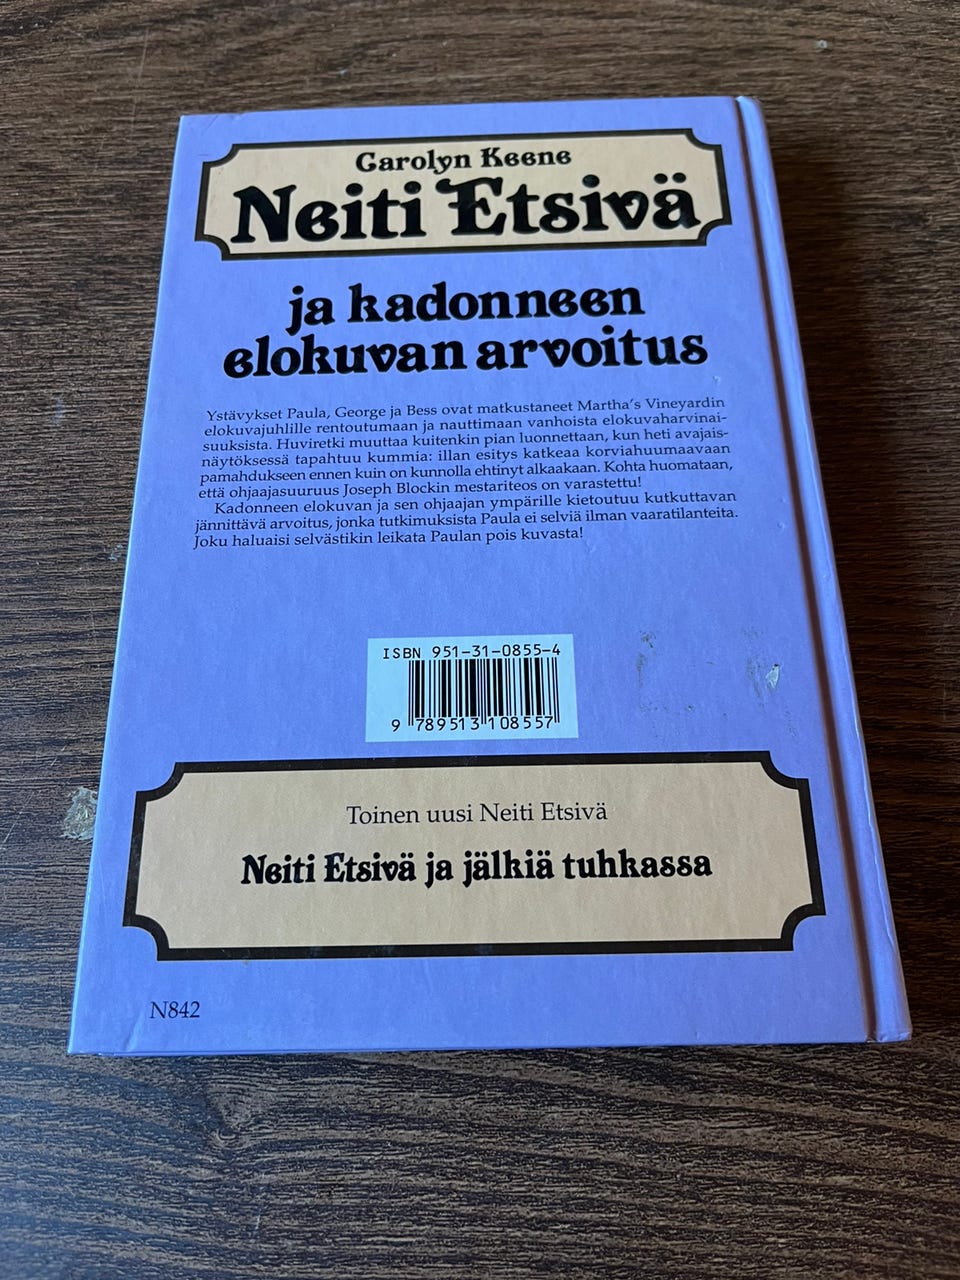 Carolyn Keene
Neiti Etsivä
ja kadonneen
elokuvan arvoitus
Ystävykset Paula, George ja Bess ovat matkustaneet Martha's Vineyardin
elokuvajuhlille rentoutumaan ja nauttimaan vanhoista elokuvaharvinai-
suuksista. Huviretki muuttaa kuitenkin pian luonnettaan, kun heti avajais-
näytöksessä tapahtuu kummia: illan esitys katkeaa korviahuumaavaan
pamahdukseen ennen kuin on kunnolla ehtinyt alkaakaan. Kohta huomataan,
että ohjaajasuuruus Joseph Blockin mestariteos on varastettu!
Kadonneen elokuvan ja sen ohjaajan ympärille kietoutuu kutkuttavan
jännittävä arvoitus, jonka tutkimuksista Paula ei selviä ilman vaaratilanteita.
Joku haluaisi selvästikin leikata Paulan pois kuvasta!
ISBN 951-31-0855-4
9 789513 108557
Toinen uusi Neiti Etsivä
Neiti Etsivä ja jälkiä tuhkassa
N842